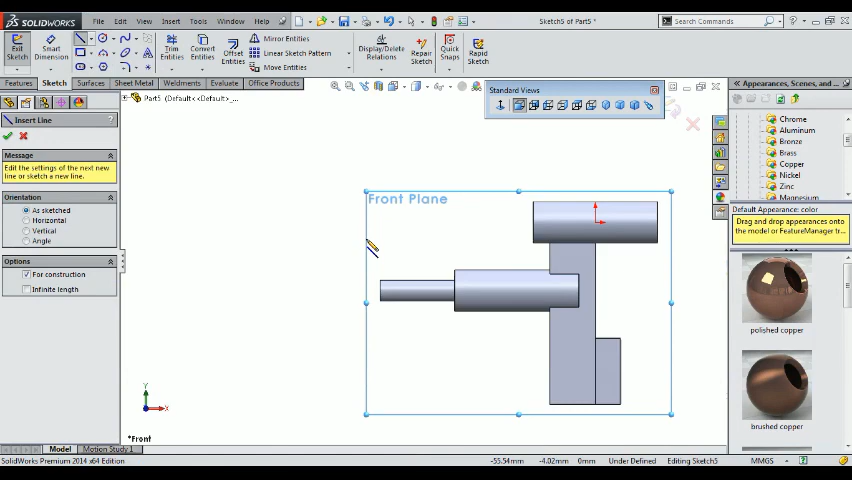 SOLIDWORKS
File Edit View Insert Tools Window Help
Sketch5 of Part5 *
Search Commands
Exit Sketch
Smart Dimension
Trim Entities
Convert Entities
Offset Entities
Mirror Entities
Linear Sketch Pattern
Move Entities
Display/Delete Relations
Repair Sketch
Quick Snaps
Rapid Sketch
Features Sketch Surfaces Sheet Metal Weldments Evaluate Office Products
Standard Views
Appearances, Scenes, and...
Part5 (Default<<Default>_...
Insert Line
Message
Edit the settings of the next new line or sketch a new line.
Orientation
As sketched
Horizontal
Vertical
Angle
Options
For construction
Infinite length
Front Plane
Y
X
*Front
Chrome
Aluminum
Bronze
Brass
Copper
Nickel
Zinc
Magnesium
Default Appearance: color
Drag and drop appearances onto the model or FeatureManager tr...
polished copper
brushed copper
Model Motion Study 1
SolidWorks Premium 2014 x64 Edition
-55.54mm -4.02mm 0mm Under Defined Editing Sketch5 MMGS